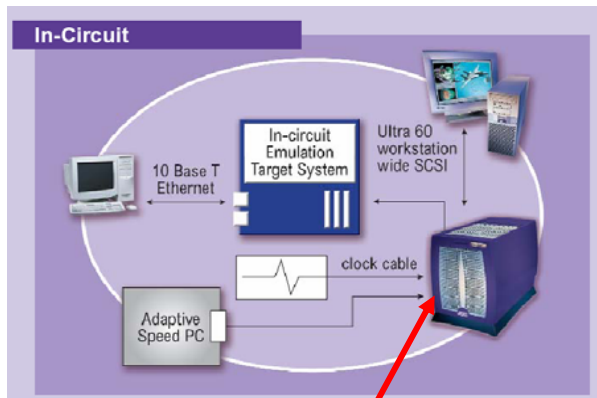 In-Circuit
In-circuit
Emulation
Target System
Ultra 60
workstation
wide SCSI
10 Base T
Ethernet
clock cable
Adaptive
Speed PC